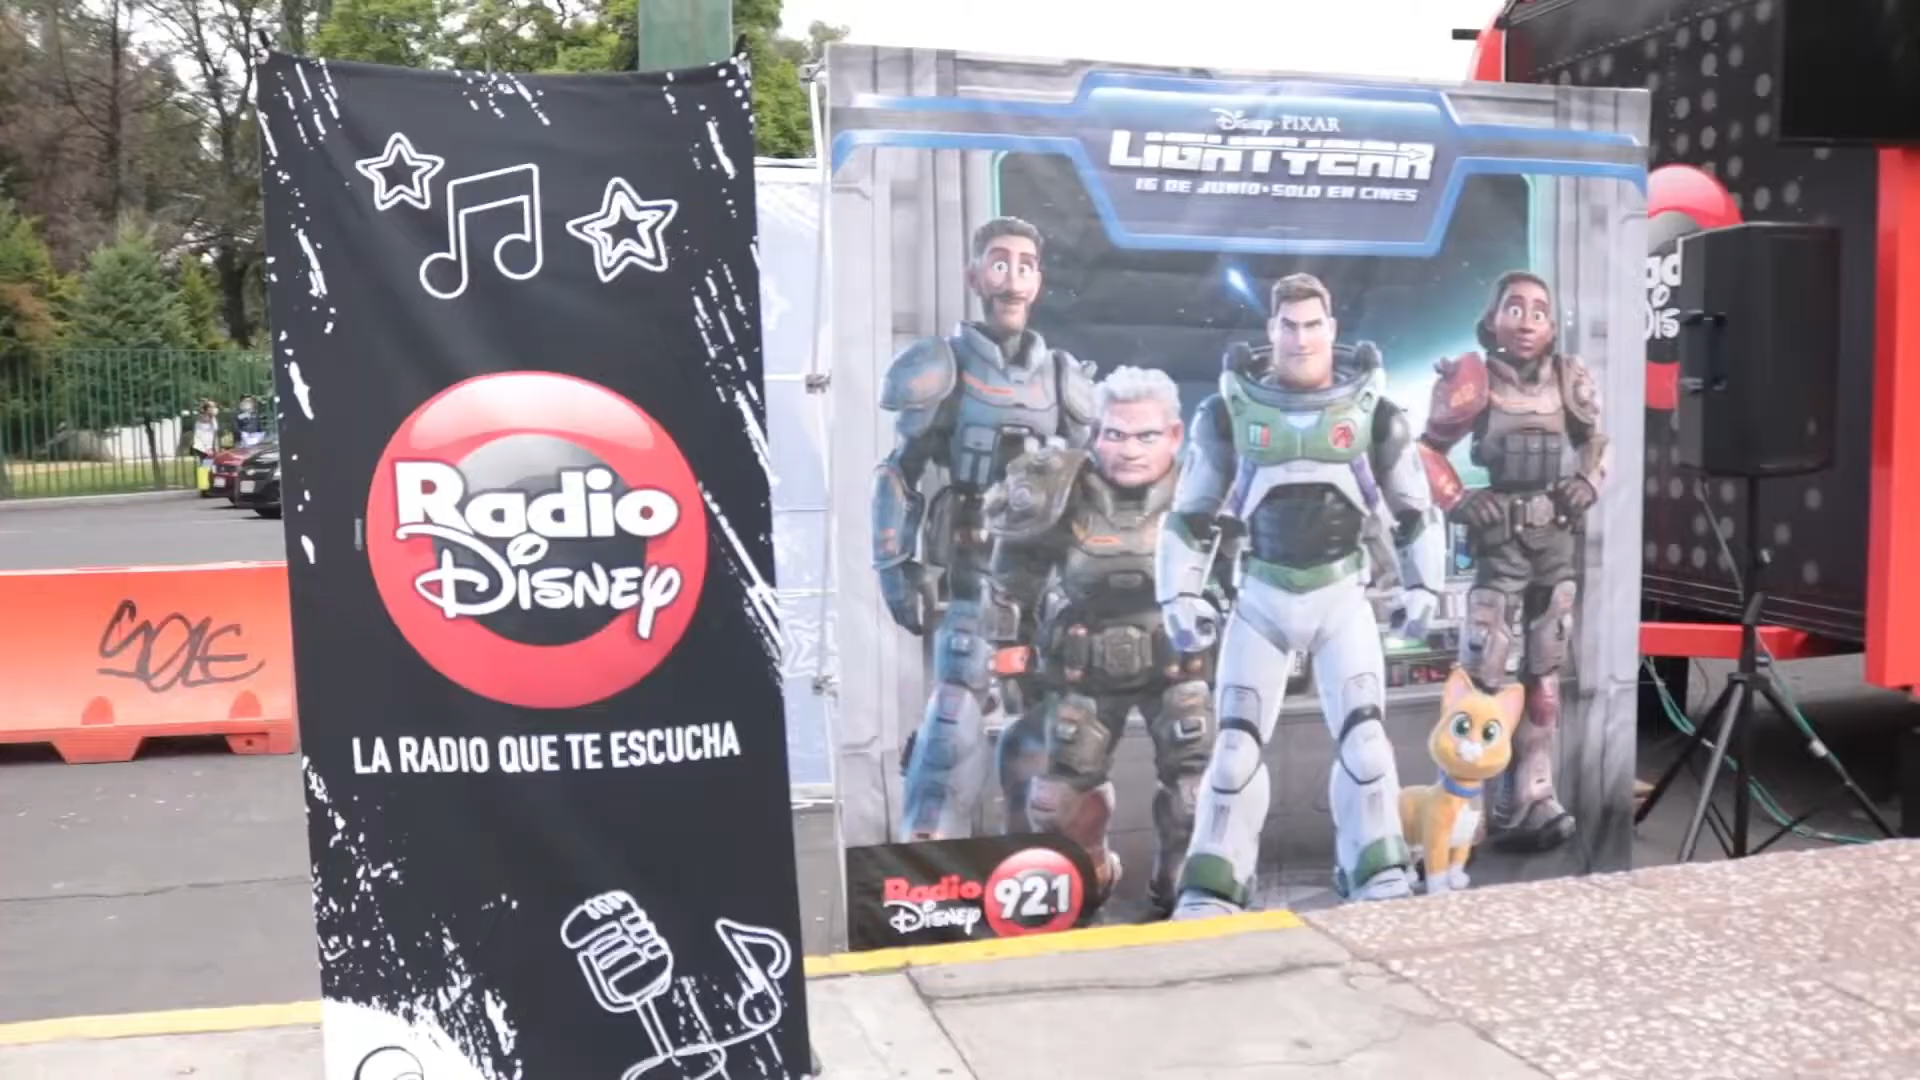 Radio
Disney
LA RADIO QUE TE ESCUCHA
Disney PIXAR
LIGHTYEAR
16 DE JUNIO • SOLO EN CINES
Radio
Disney
92.1
SOLE